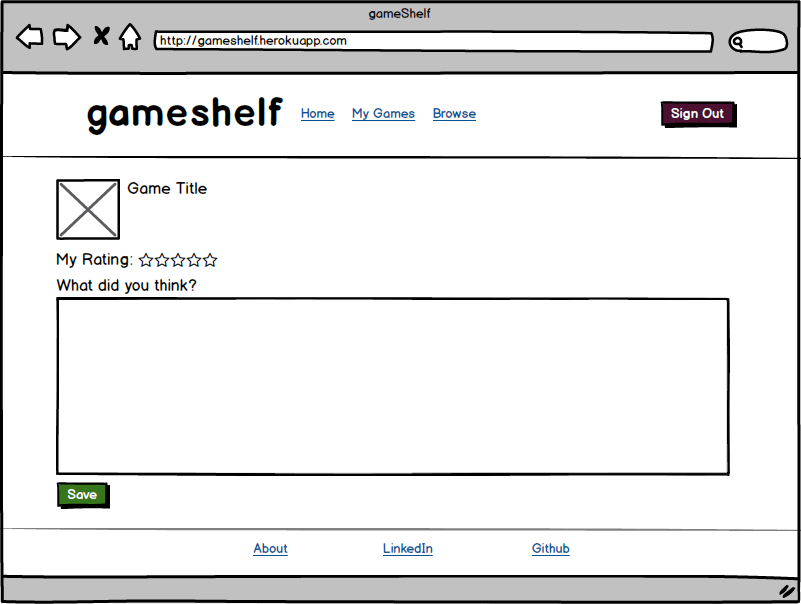 gameShelf
http://gameshelf.herokuapp.com
gameshelf Home My Games Browse Sign Out
Game Title
My Rating:
What did you think?
Save
About LinkedIn Github